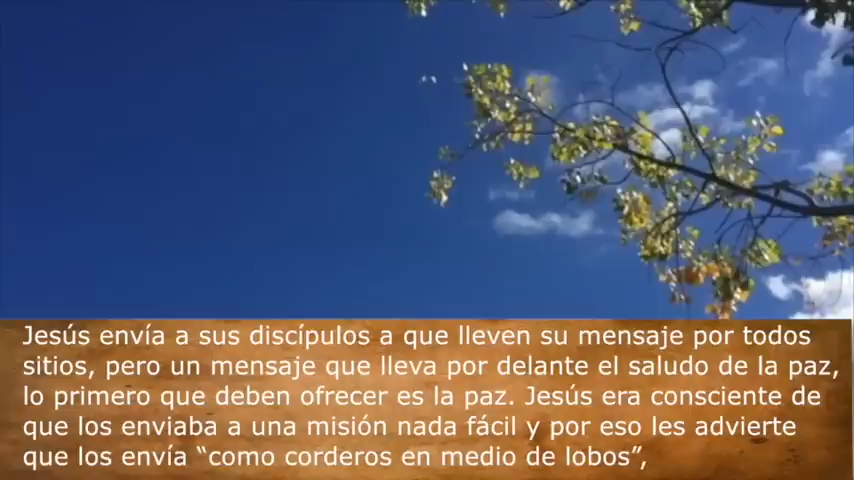 Jesús envía a sus discípulos a que lleven su mensaje por todos
sitios, pero un mensaje que lleva por delante el saludo de la paz,
lo primero que deben ofrecer es la paz. Jesús era consciente de
que los enviaba a una misión nada fácil y por eso les advierte
que los envía “como corderos en medio de lobos”,